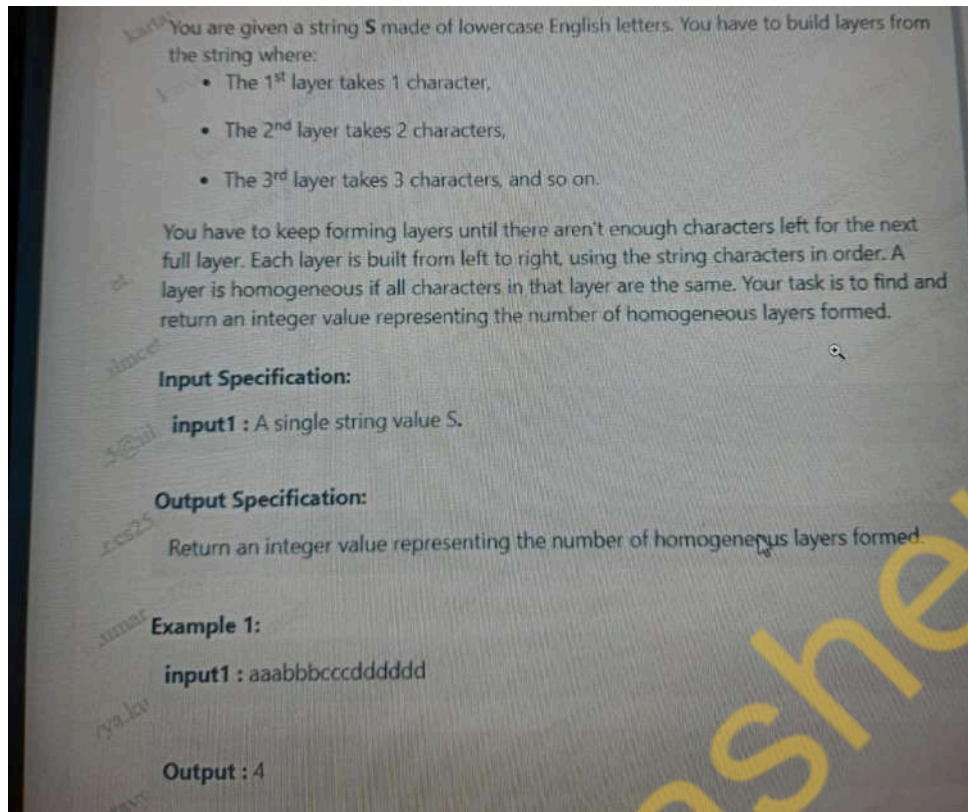 You are given a string S made of lowercase English letters. You have to build layers from
the string where:
• The 1st layer takes 1 character,
• The 2nd layer takes 2 characters,
• The 3rd layer takes 3 characters, and so on.
You have to keep forming layers until there aren't enough characters left for the next
full layer. Each layer is built from left to right, using the string characters in order. A
layer is homogeneous if all characters in that layer are the same. Your task is to find and
return an integer value representing the number of homogeneous layers formed.
Input Specification:
input1 : A single string value S.
Output Specification:
Return an integer value representing the number of homogeneous layers formed.
Example 1:
input1 : aaabbbcccdddddd
Output : 4